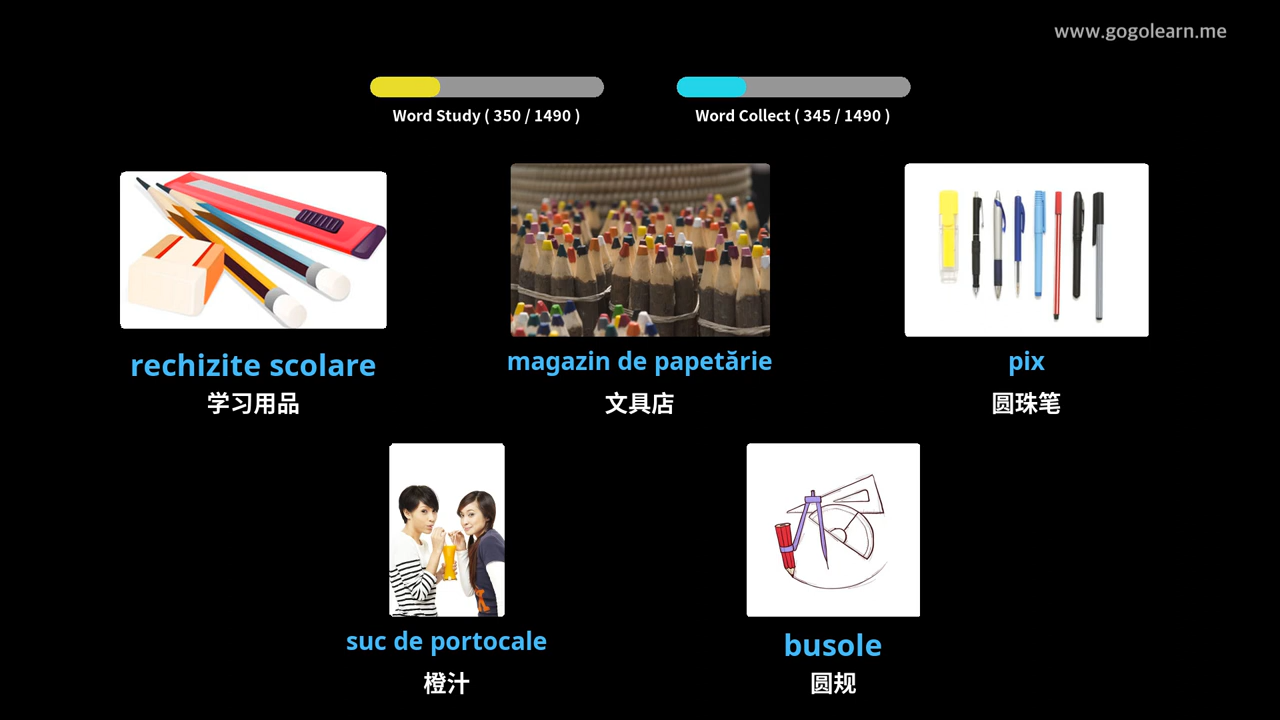 www.gogolearn.me
Word Study ( 350 / 1490 )
Word Collect ( 345 / 1490 )
rechizite scolare
学习用品
magazin de papetărie
文具店
pix
圆珠笔
suc de portocale
橙汁
busole
圆规